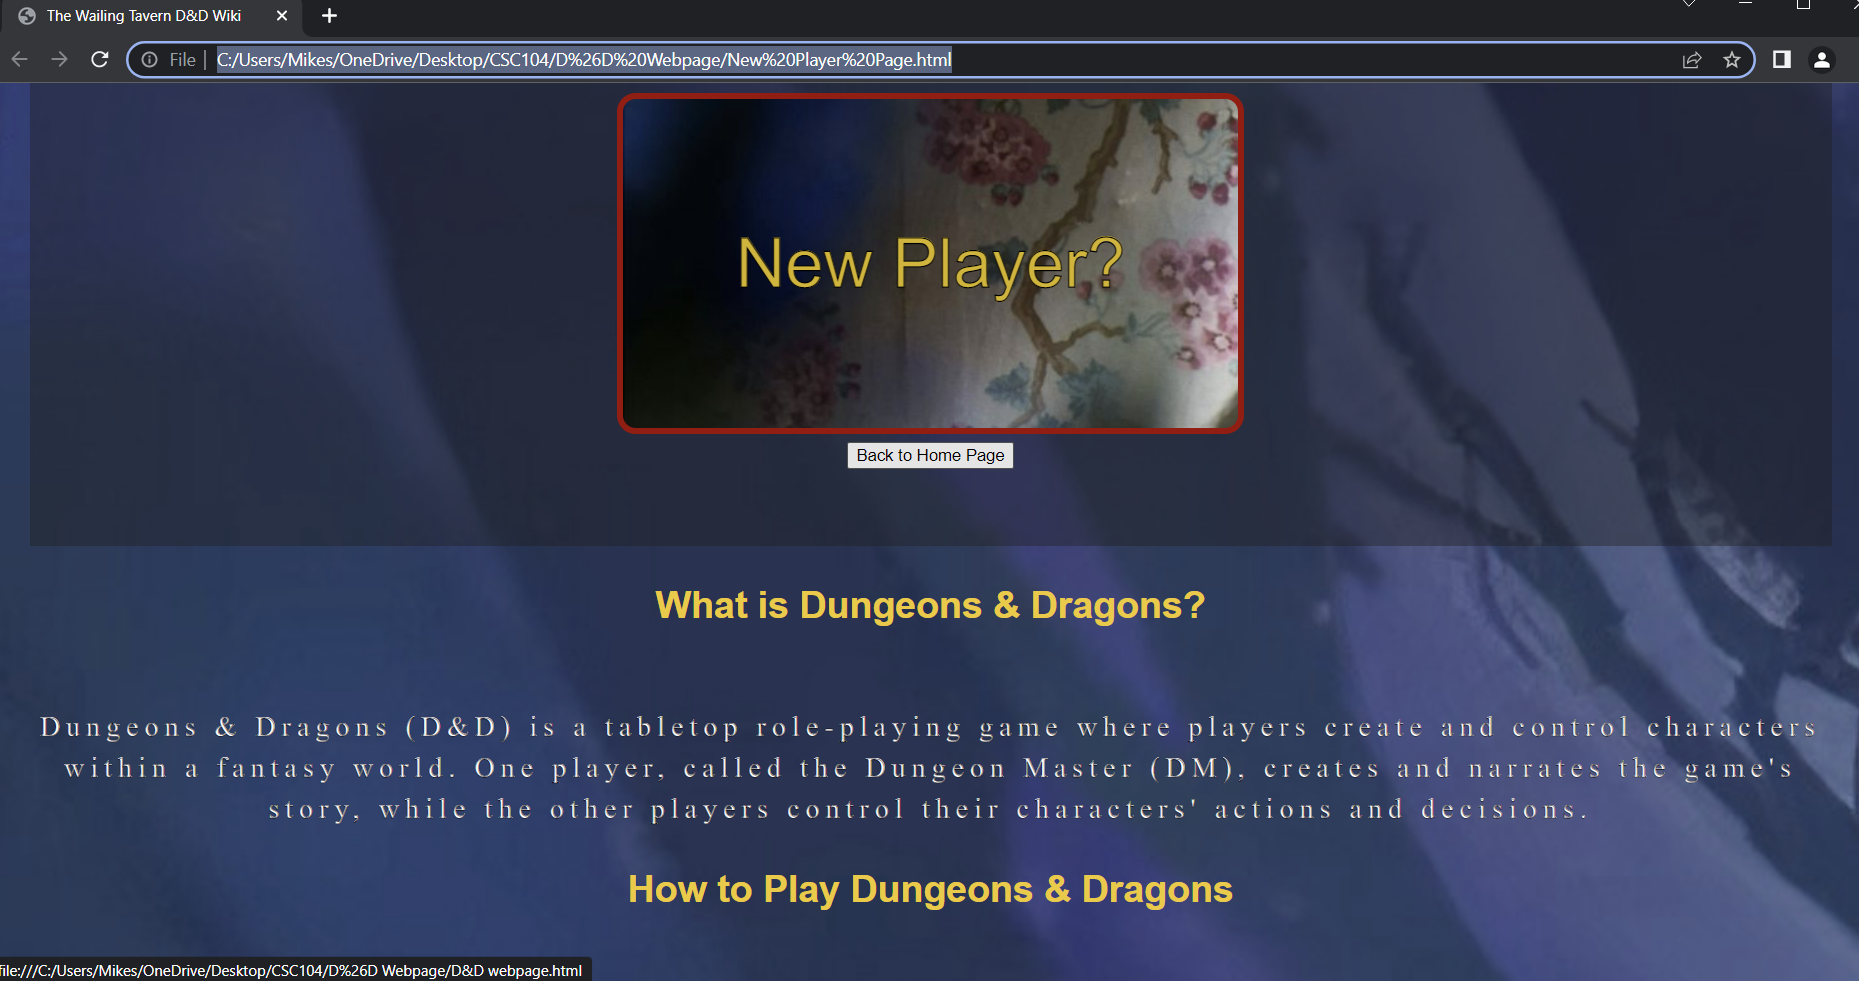 The Wailing Tavern D&D Wiki
File
C:/Users/Mikes/OneDrive/Desktop/CSC104/D%26D%20Webpage/New%20Player%20Page.html
New Player?
Back to Home Page
What is Dungeons & Dragons?
Dungeons & Dragons (D&D) is a tabletop role-playing game where players create and control characters
within a fantasy world. One player, called the Dungeon Master (DM), creates and narrates the game's
story, while the other players control their characters' actions and decisions.
How to Play Dungeons & Dragons
file:///C:/Users/Mikes/OneDrive/Desktop/CSC104/D%26D Webpage/D&D webpage.html